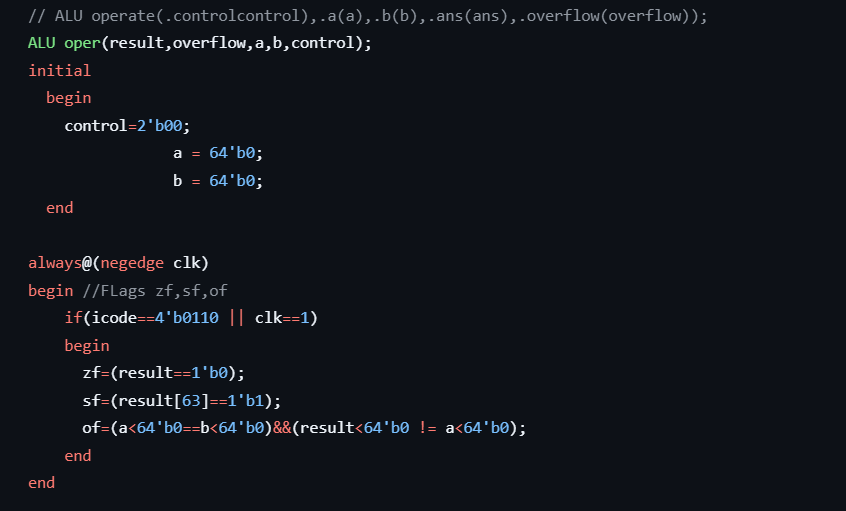 // ALU operate(.controlcontrol),.a(a),.b(b),.ans(ans),.overflow(overflow));
ALU oper(result,overflow,a,b,control);
initial
begin
control=2'b00;
a = 64'b0;
b = 64'b0;
end
always@(negedge clk)
begin //FLags zf,sf,of
if(icode==4'b0110 || clk==1)
begin
zf=(result==1'b0);
sf=(result[63]==1'b1);
of=(a<64'b0==b<64'b0)&&(result<64'b0 != a<64'b0);
end
end